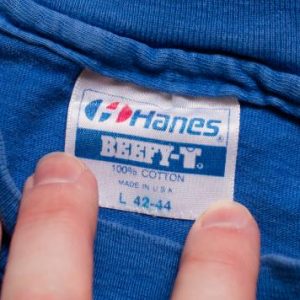 Hanes
BEEFY-T®
100% COTTON
MADE IN U.S.A
L 42-44